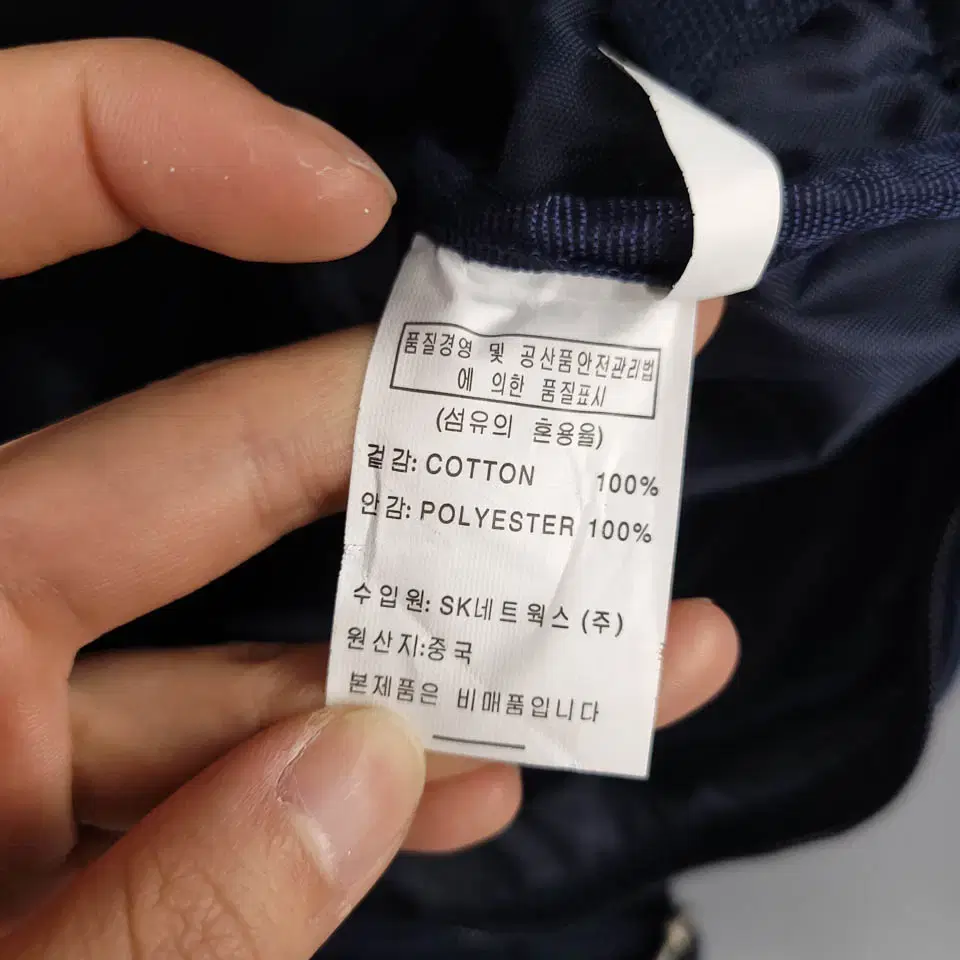 품질경영 및 공산품안전관리법
에 의한 품질표시
(섬유의 혼용율)
겉감: COTTON 100%
안감: POLYESTER 100%
수입원: SK네트웍스 (주)
원산지:중국
본제품은 비매품입니다